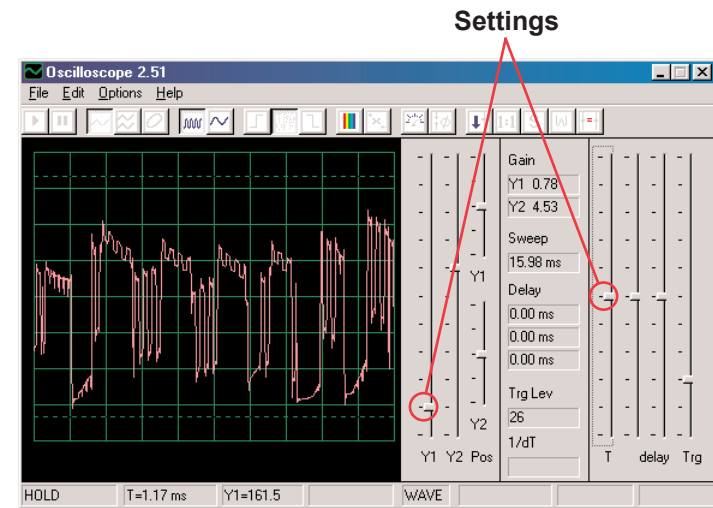 Settings
Oscilloscope 2.51
File Edit Options Help
1:1 S W
Gain
Y1 0.78
Y2 4.53
Sweep
15.98 ms
Delay
0.00 ms
0.00 ms
0.00 ms
Trg Lev
26
1/dT
Y1
Y2
Y1 Y2 Pos
T delay Trg
HOLD T=1.17 ms Y1=161.5 WAVE